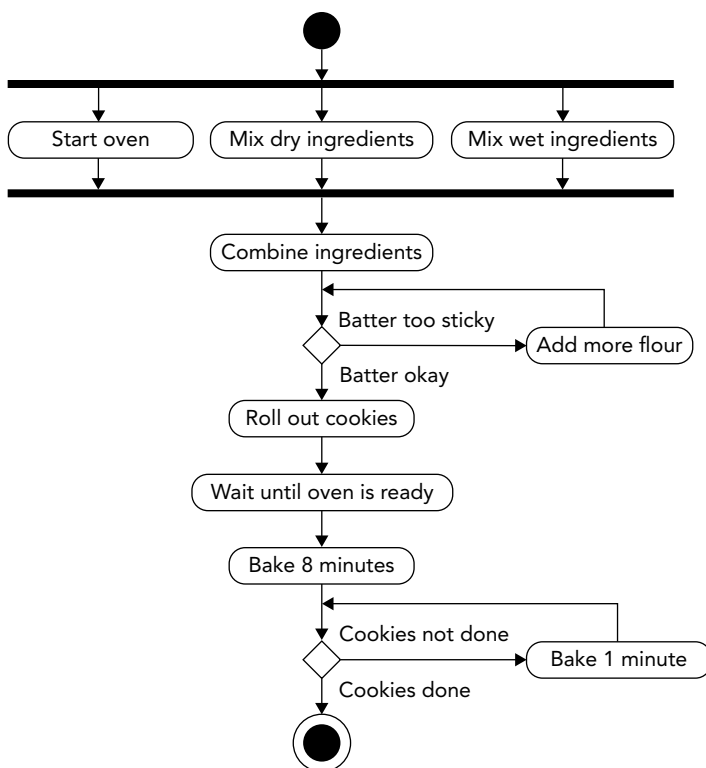 Start oven
Mix dry ingredients
Mix wet ingredients
Combine ingredients
Batter too sticky
Add more flour
Batter okay
Roll out cookies
Wait until oven is ready
Bake 8 minutes
Cookies not done
Bake 1 minute
Cookies done